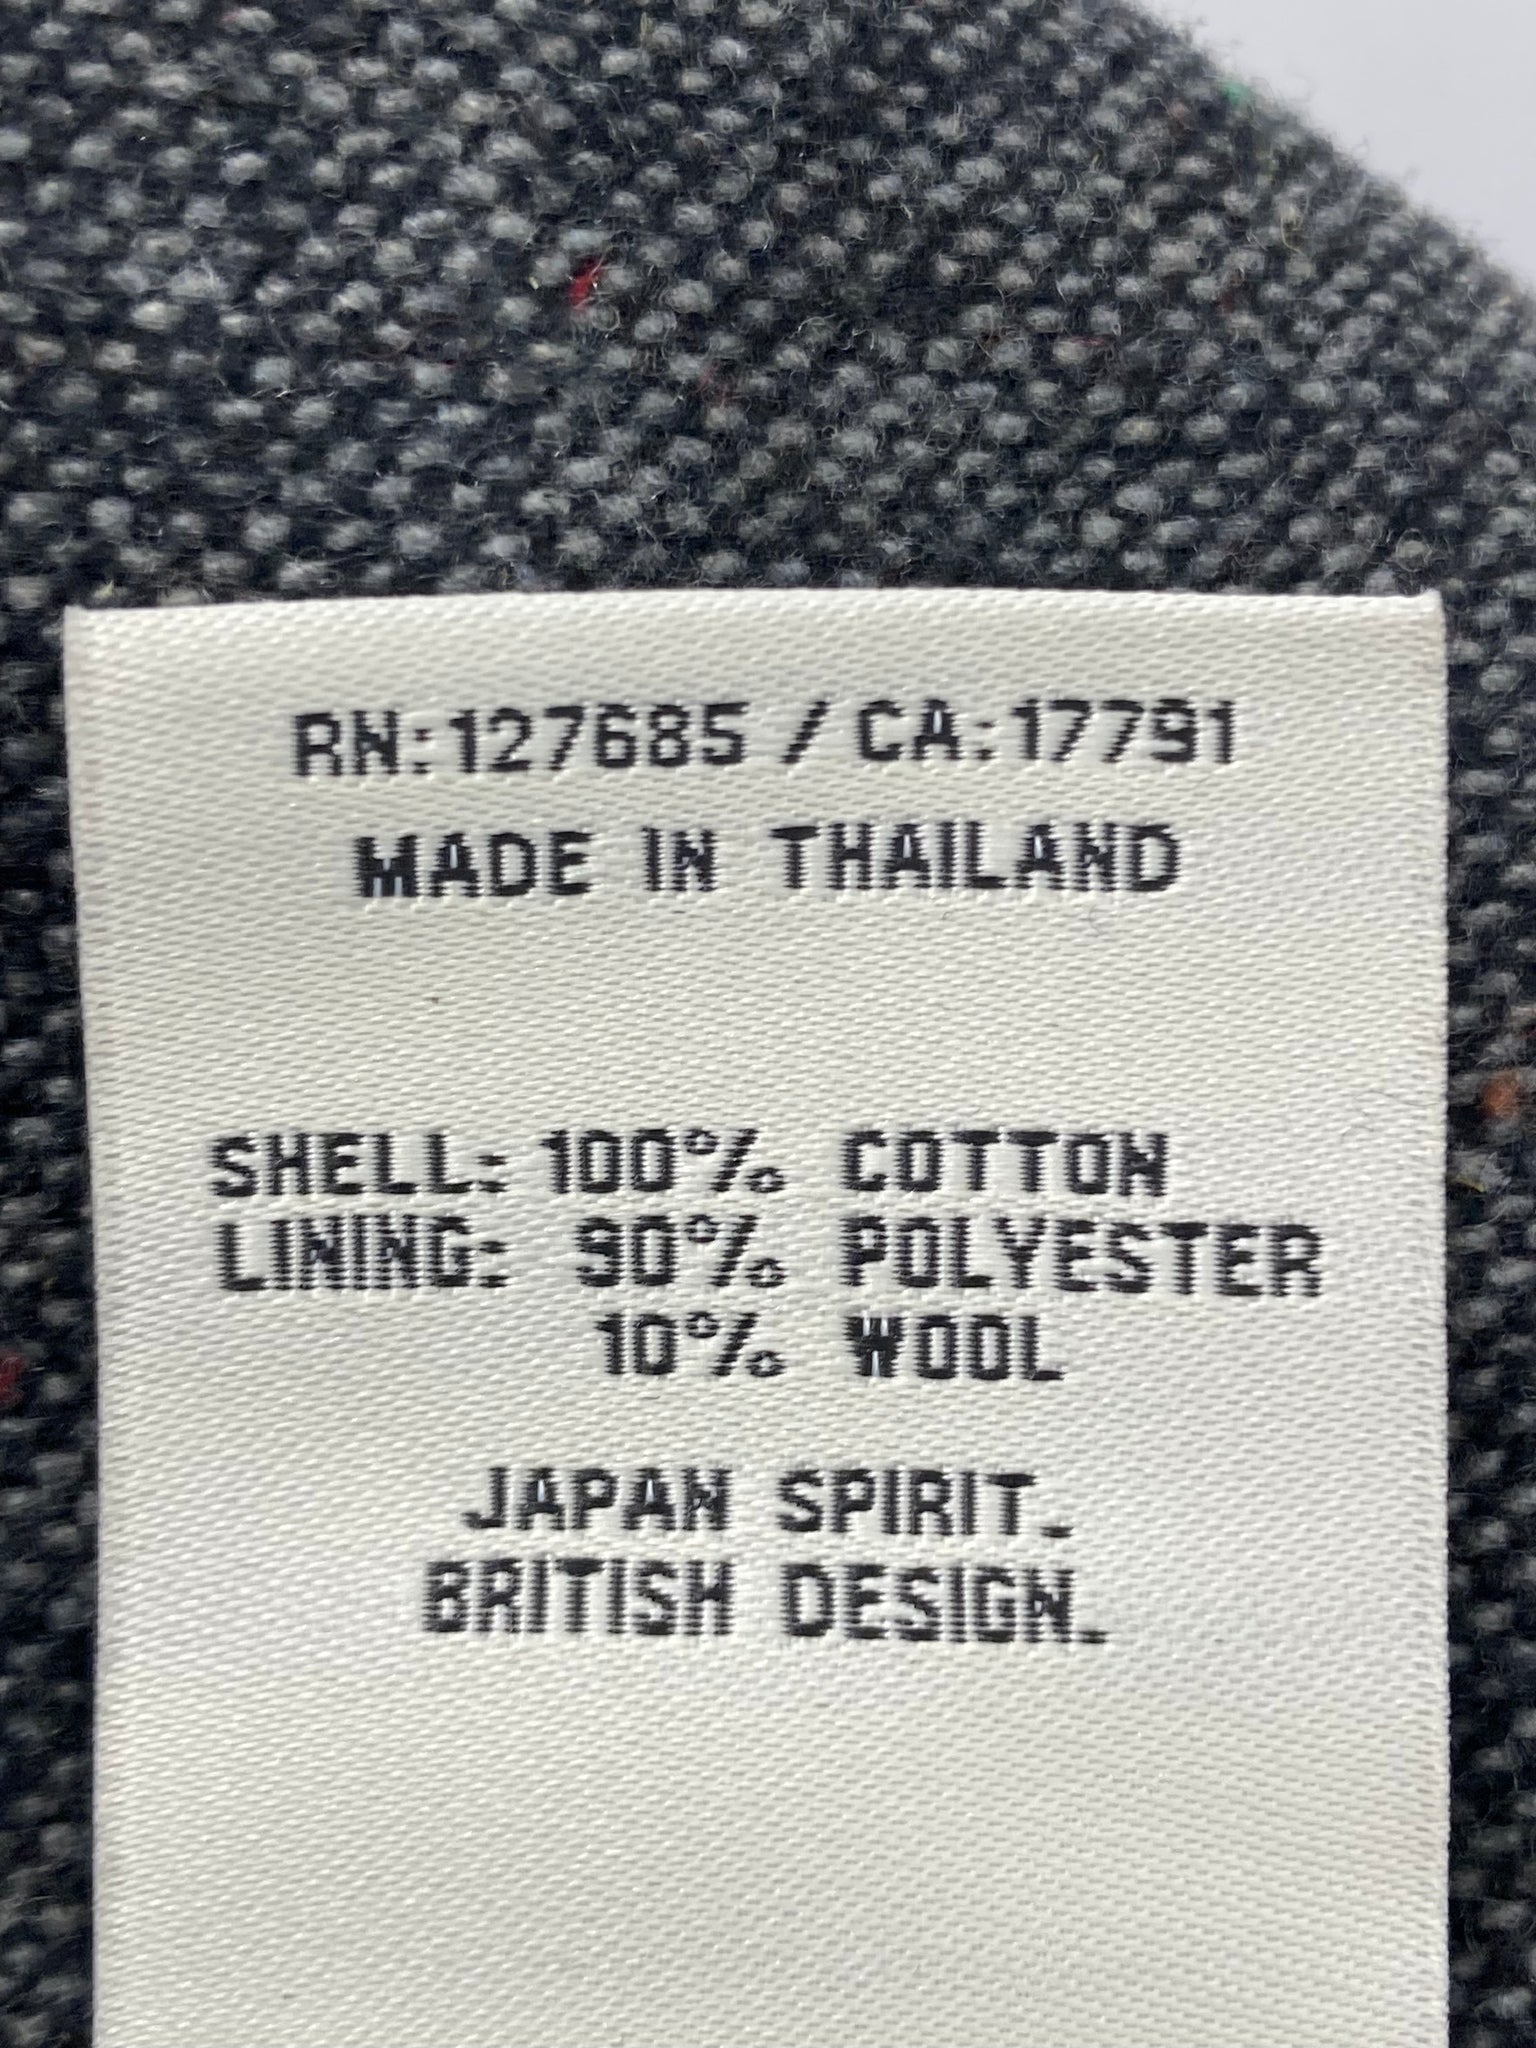 RN:127685 / CA:17791
MADE IN THAILAND
SHELL: 100% COTTON
LINING: 90% POLYESTER
10% WOOL
JAPAN SPIRIT.
BRITISH DESIGN.